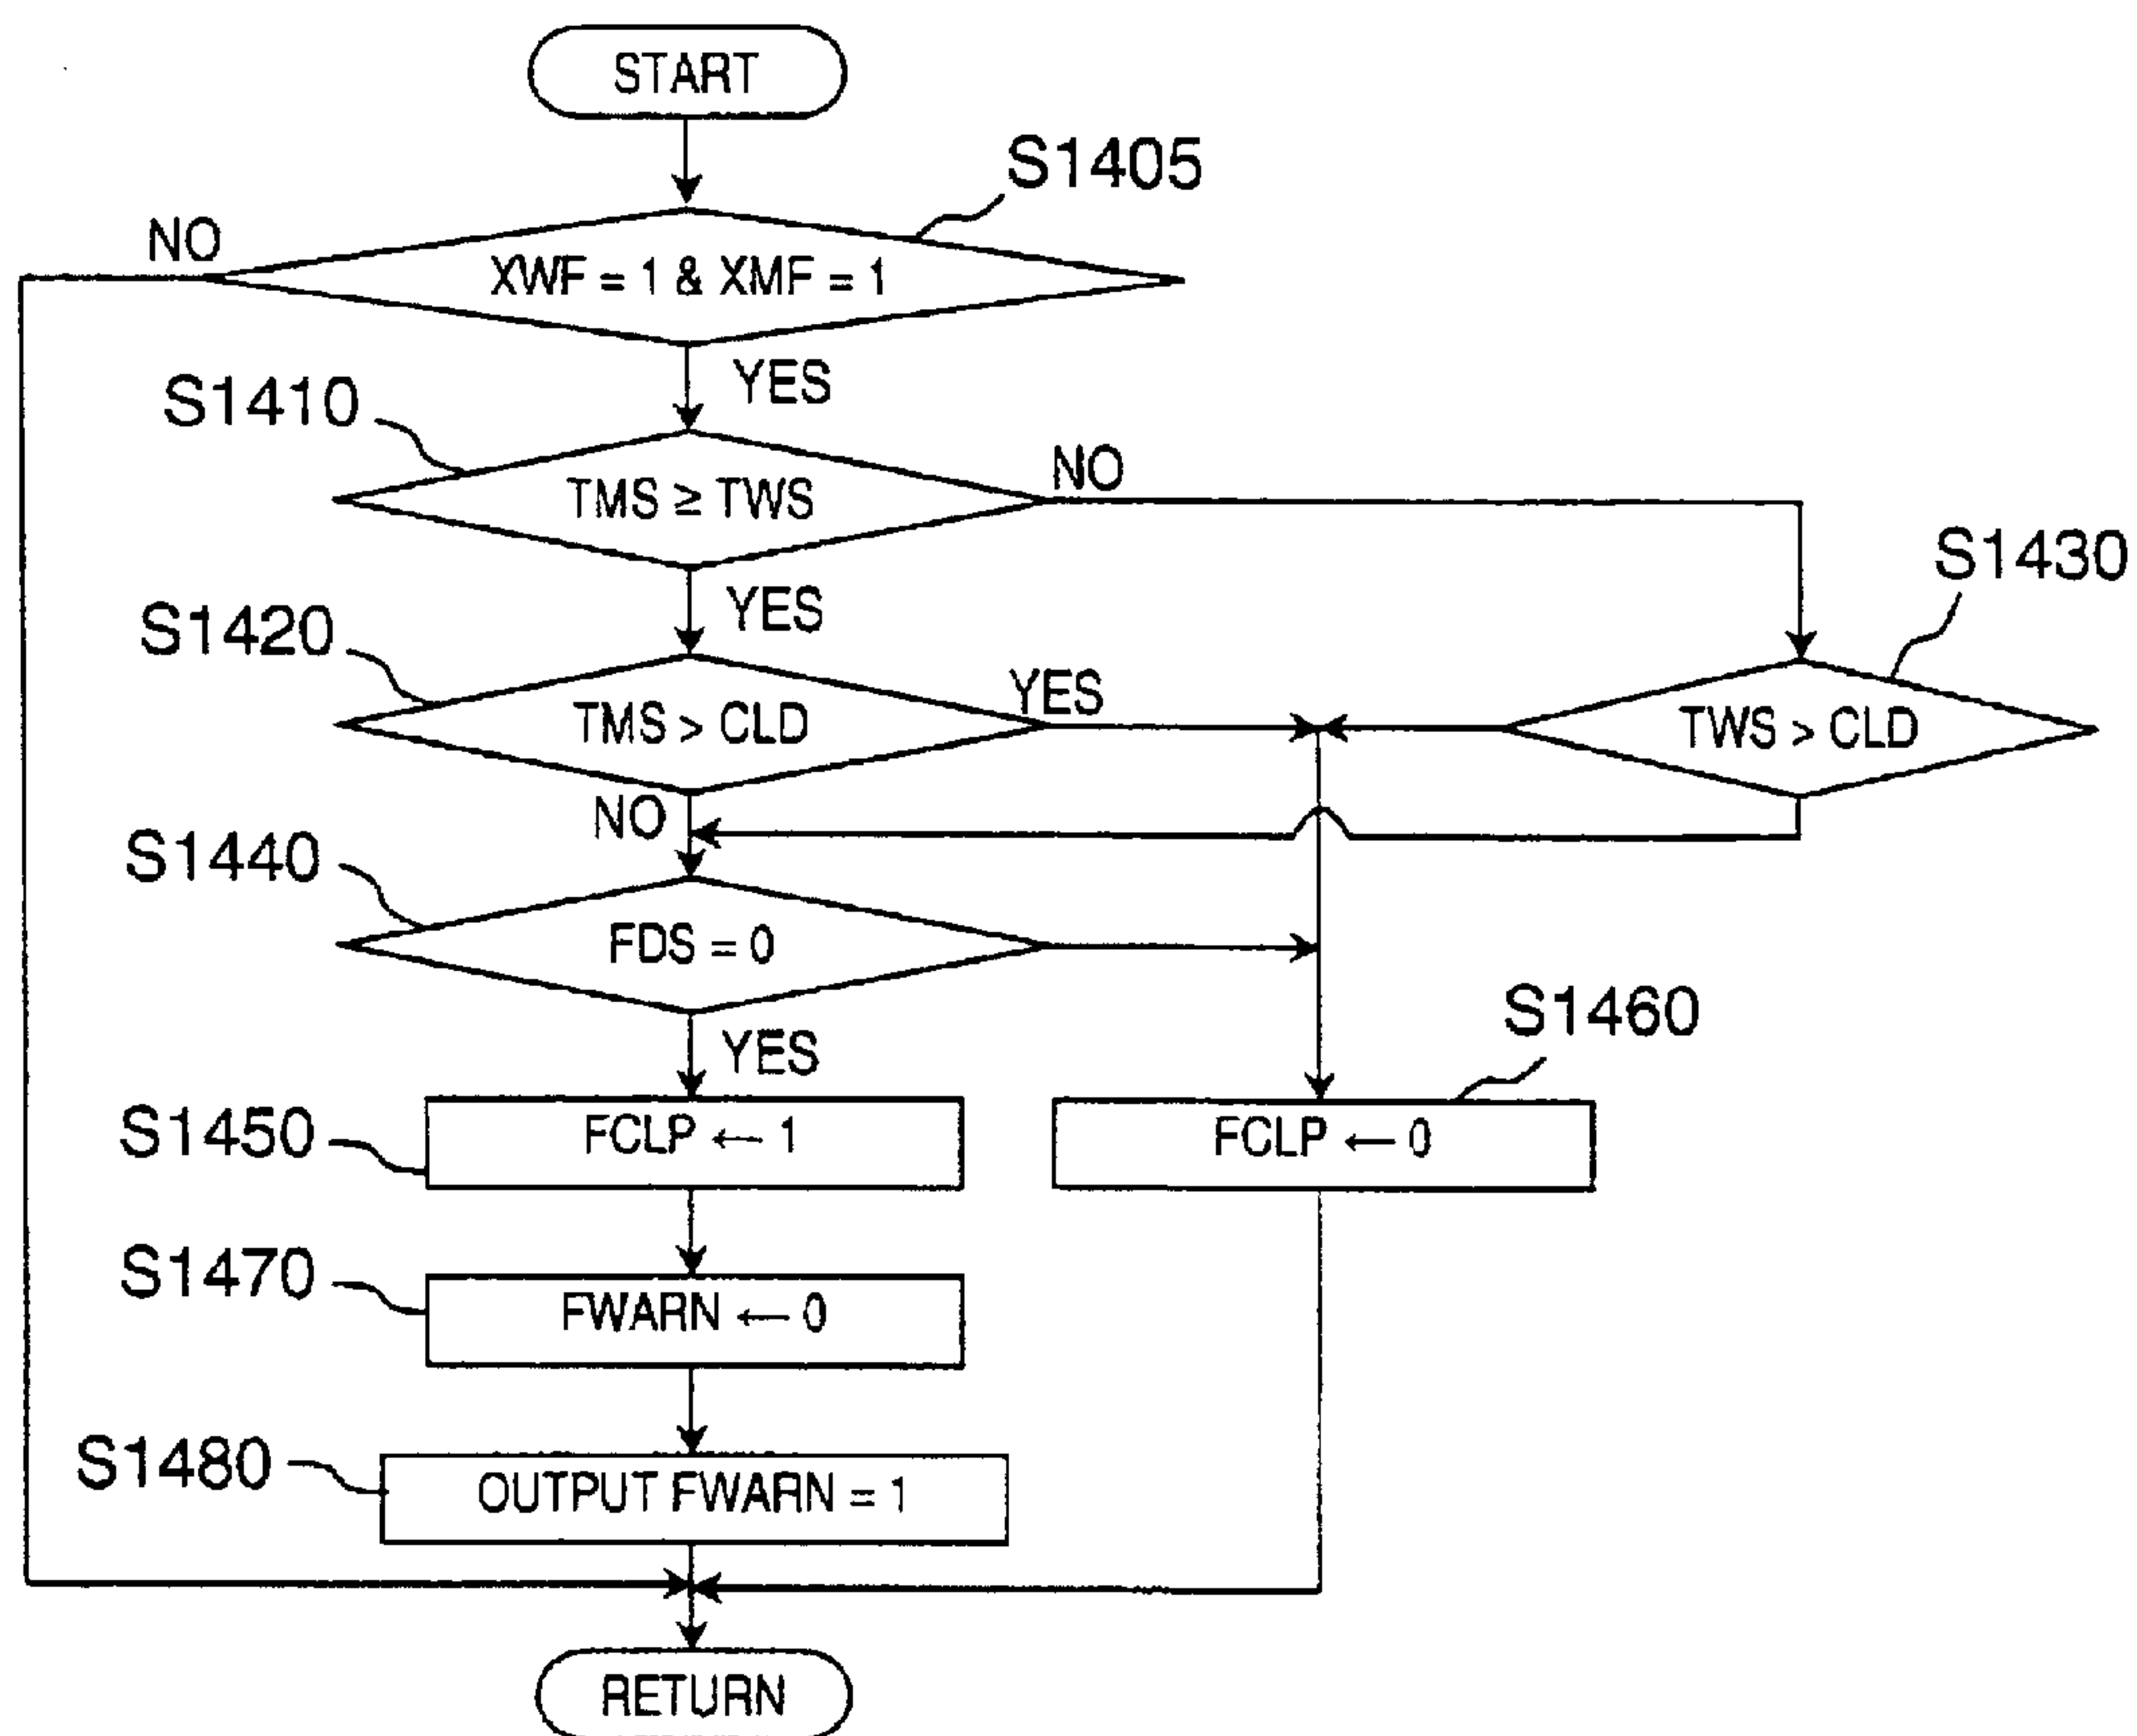 START
S1405
NO
XWF = 1 & XMF = 1
YES
S1410
NO
TMS ≥ TWS
S1430
YES
S1420
YES
TMS > CLD
TWS > CLD
NO
S1440
FDS = 0
S1460
YES
S1450
FCLP ← 1
FCLP ← 0
S1470
FWARN ← 0
S1480
OUTPUT FWARN = 1
RETURN